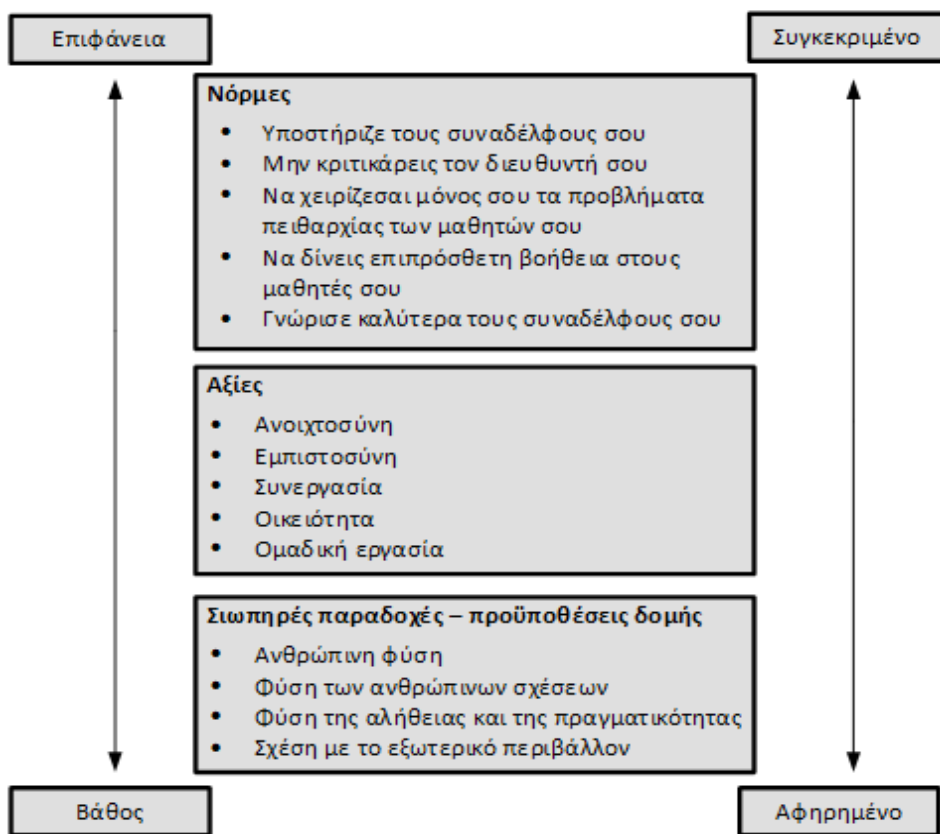 Επιφάνεια
Συγκεκριμένο
Νόρμες
• Υποστήριζε τους συναδέλφους σου
• Μην κριτικάρεις τον διευθυντή σου
• Να χειρίζεσαι μόνος σου τα προβλήματα
πειθαρχίας των μαθητών σου
• Να δίνεις επιπρόσθετη βοήθεια στους
μαθητές σου
• Γνώρισε καλύτερα τους συναδέλφους σου
Αξίες
• Ανοιχτοσύνη
• Εμπιστοσύνη
• Συνεργασία
• Οικειότητα
• Ομαδική εργασία
Σιωπηρές παραδοχές – προϋποθέσεις δομής
• Ανθρώπινη φύση
• Φύση των ανθρώπινων σχέσεων
• Φύση της αλήθειας και της πραγματικότητας
• Σχέση με το εξωτερικό περιβάλλον
Βάθος
Αφηρημένο